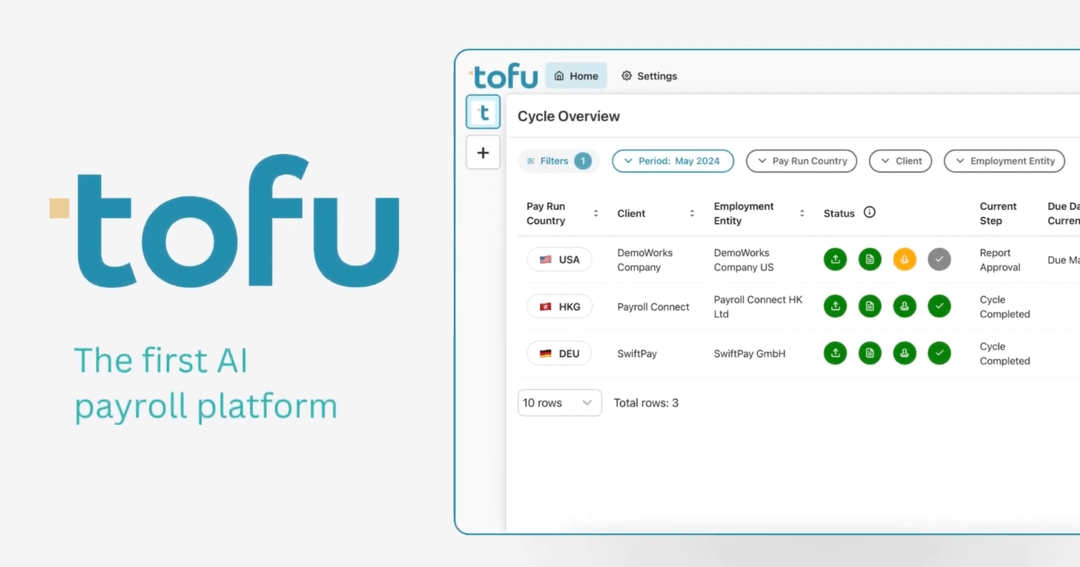 tofu
The first AI
payroll platform
tofu
Home
Settings
t
+
Cycle Overview
Filters 1
Period: May 2024
Pay Run Country
Client
Employment Entity
Pay Run
Country
Client
Employment
Entity
Status
Current
Step
Due Da
Curren
USA
DemoWorks
Company
DemoWorks
Company US
Report
Approval
Due Ma
HKG
Payroll Connect
Payroll Connect HK
Ltd
Cycle
Completed
DEU
SwiftPay
SwiftPay GmbH
Cycle
Completed
10 rows
Total rows: 3